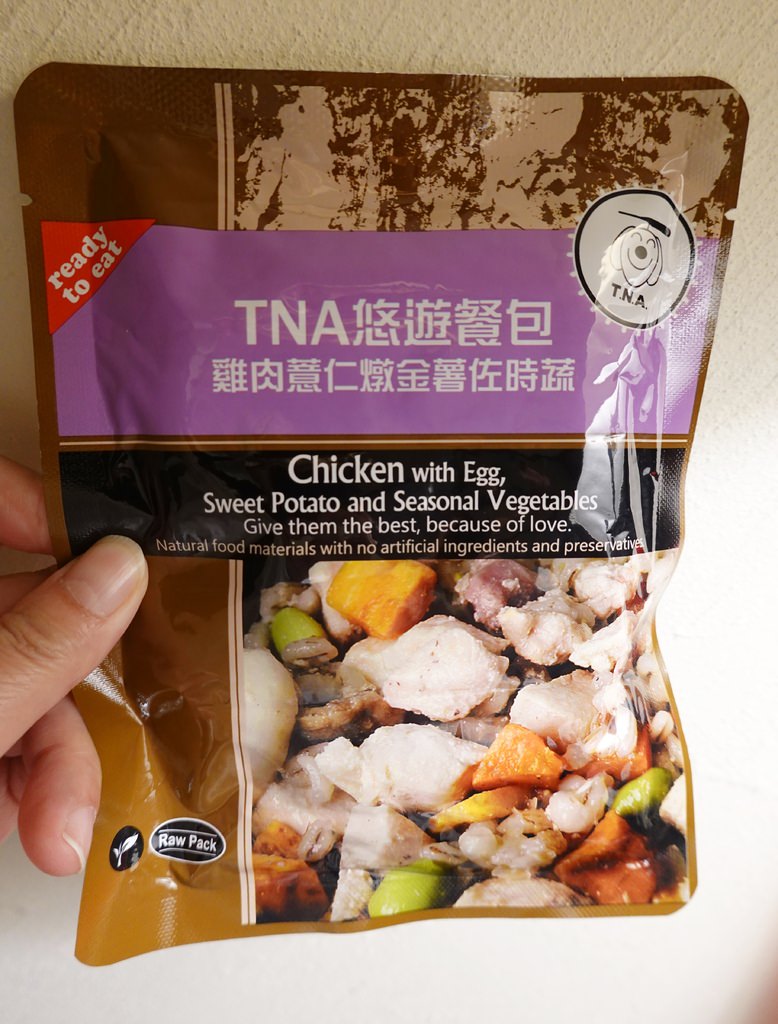 ready
to eat
T.N.A.
TNA悠遊餐包
雞肉薏仁燉金薯佐時蔬
Chicken with Egg,
Sweet Potato and Seasonal Vegetables
Give them the best, because of love.
Natural food materials with no artificial ingredients and preservatives
Raw Pack